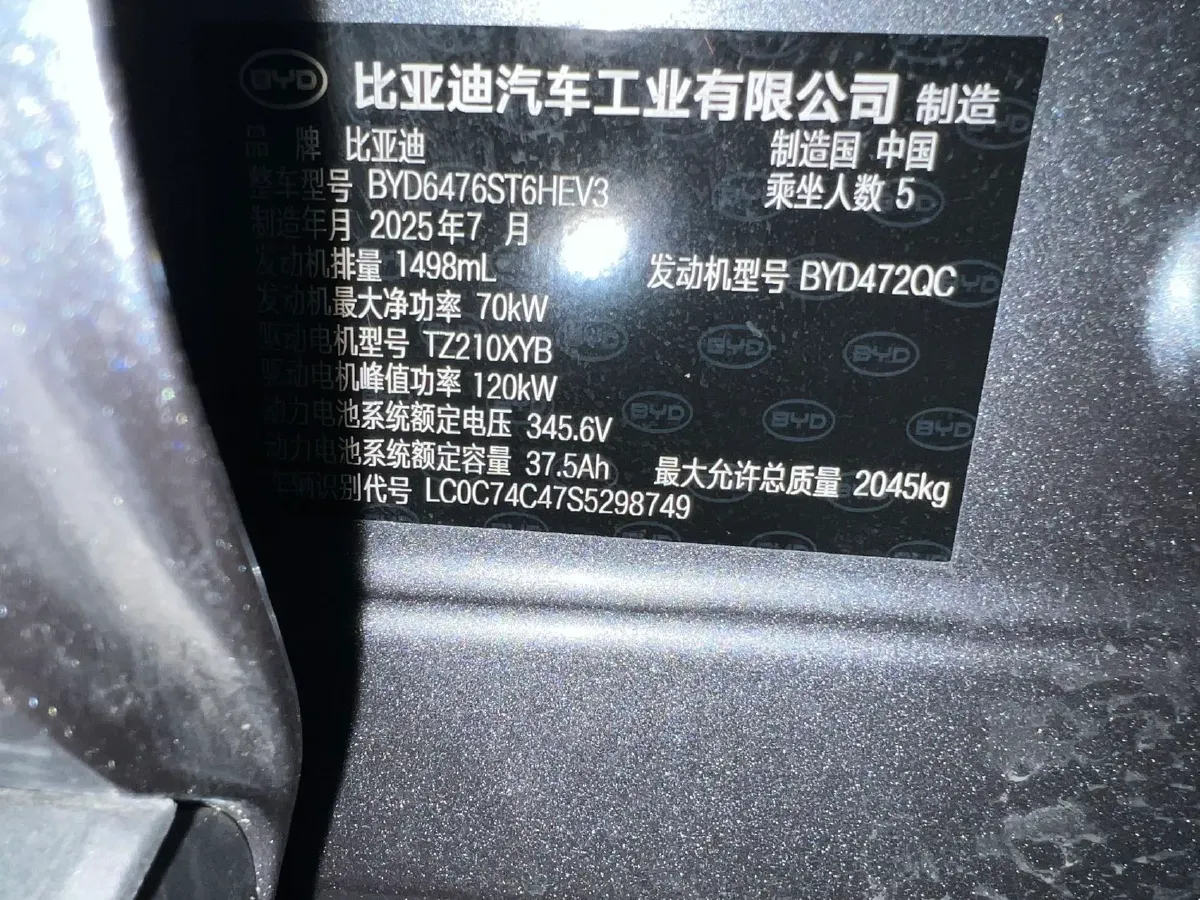 BYD 比亚迪汽车工业有限公司 制造
品牌 比亚迪 制造国 中国
整车型号 BYD6476ST6HEV3 乘坐人数 5
制造年月 2025年7月
发动机排量 1498mL 发动机型号 BYD472QC
发动机最大净功率 70kW
驱动电机型号 TZ210XYB
驱动电机峰值功率 120kW
动力电池系统额定电压 345.6V
动力电池系统额定容量 37.5Ah 最大允许总质量 2045kg
车辆识别代号 LC0C74C47S5298749